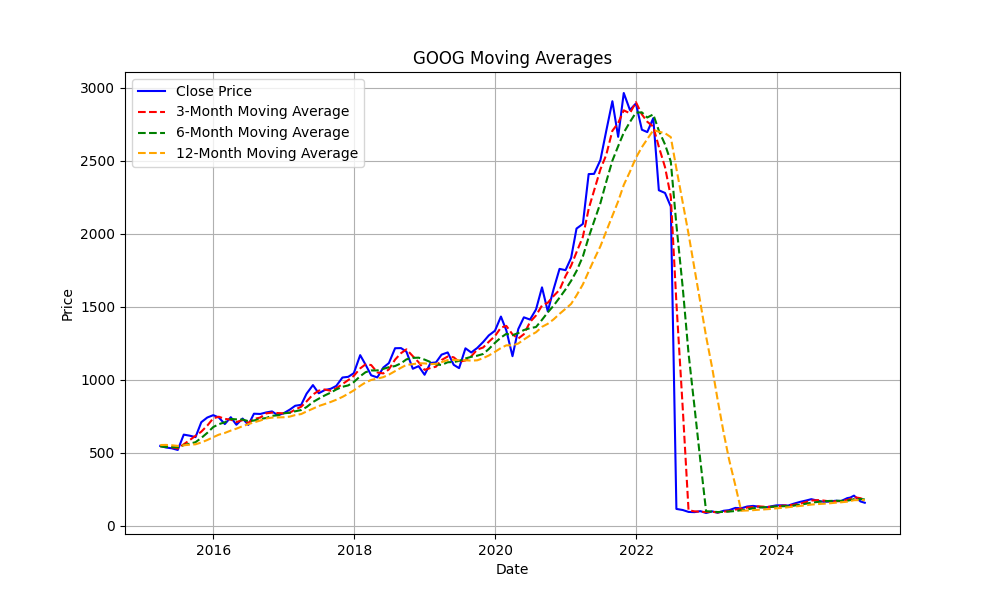 GOOG Moving Averages
3000
2500
2000
1500
1000
500
0
Price
Close Price
3-Month Moving Average
6-Month Moving Average
12-Month Moving Average
2016
2018
2020
2022
2024
Date